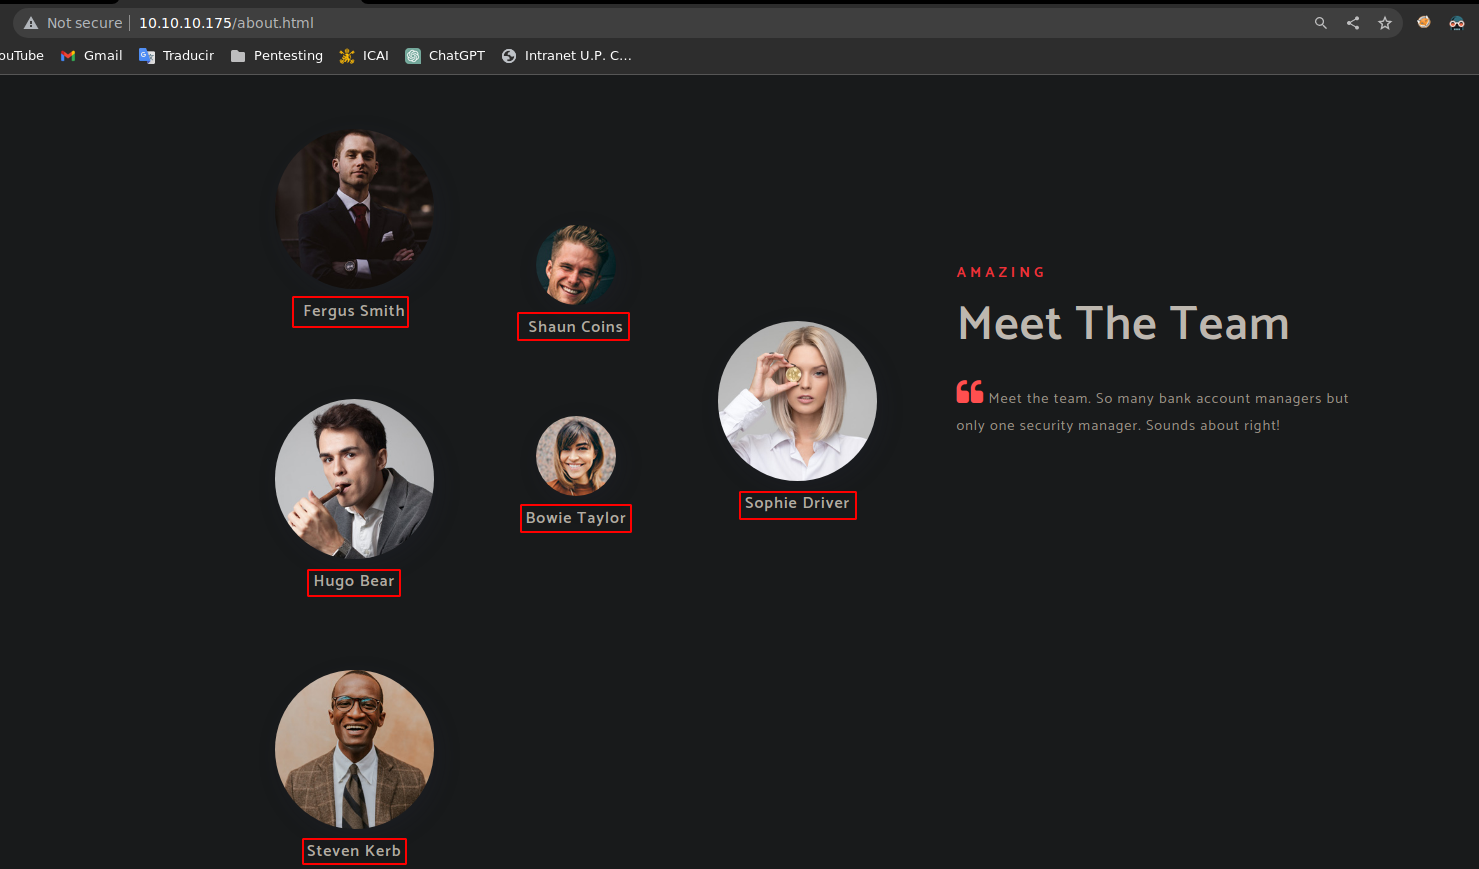 Not secure 10.10.10.175/about.html
ouTube Gmail Traducir Pentesting ICAI ChatGPT Intranet U.P. C...
Fergus Smith
Shaun Coins
Hugo Bear
Bowie Taylor
Sophie Driver
Steven Kerb
AMAZING
Meet The Team
Meet the team. So many bank account managers but
only one security manager. Sounds about right!